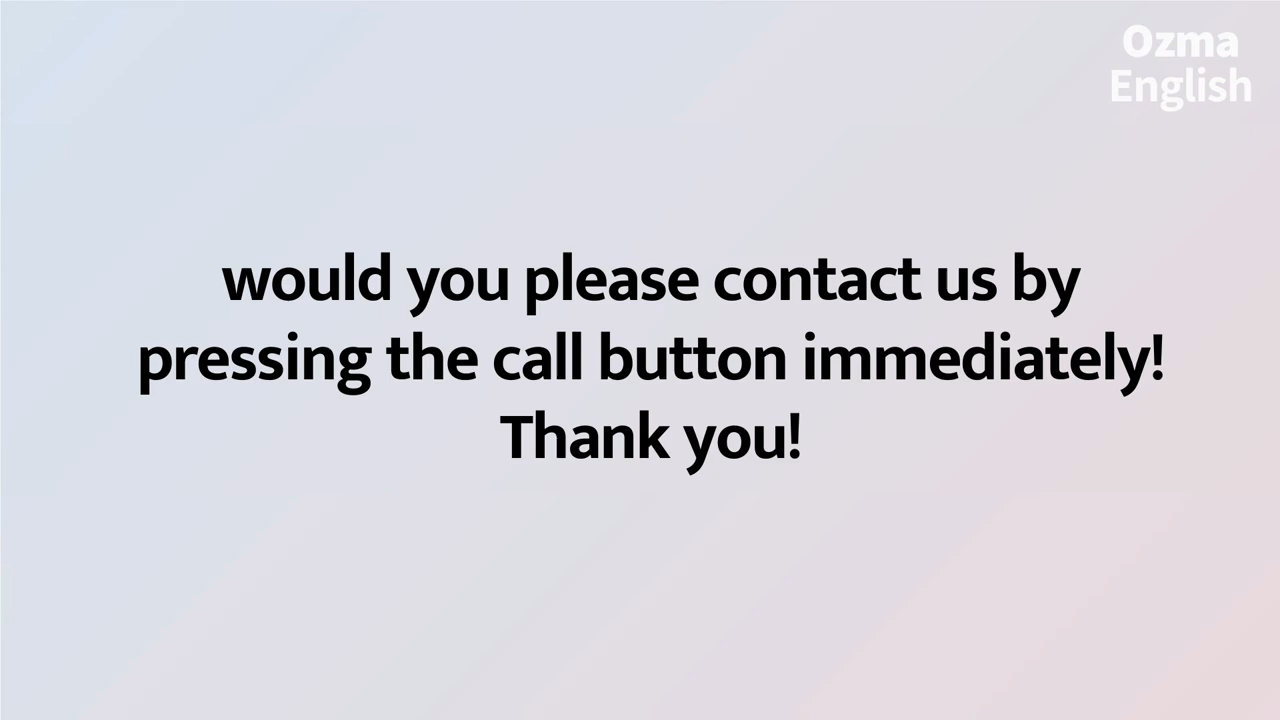 Ozma
English
would you please contact us by
pressing the call button immediately!
Thank you!